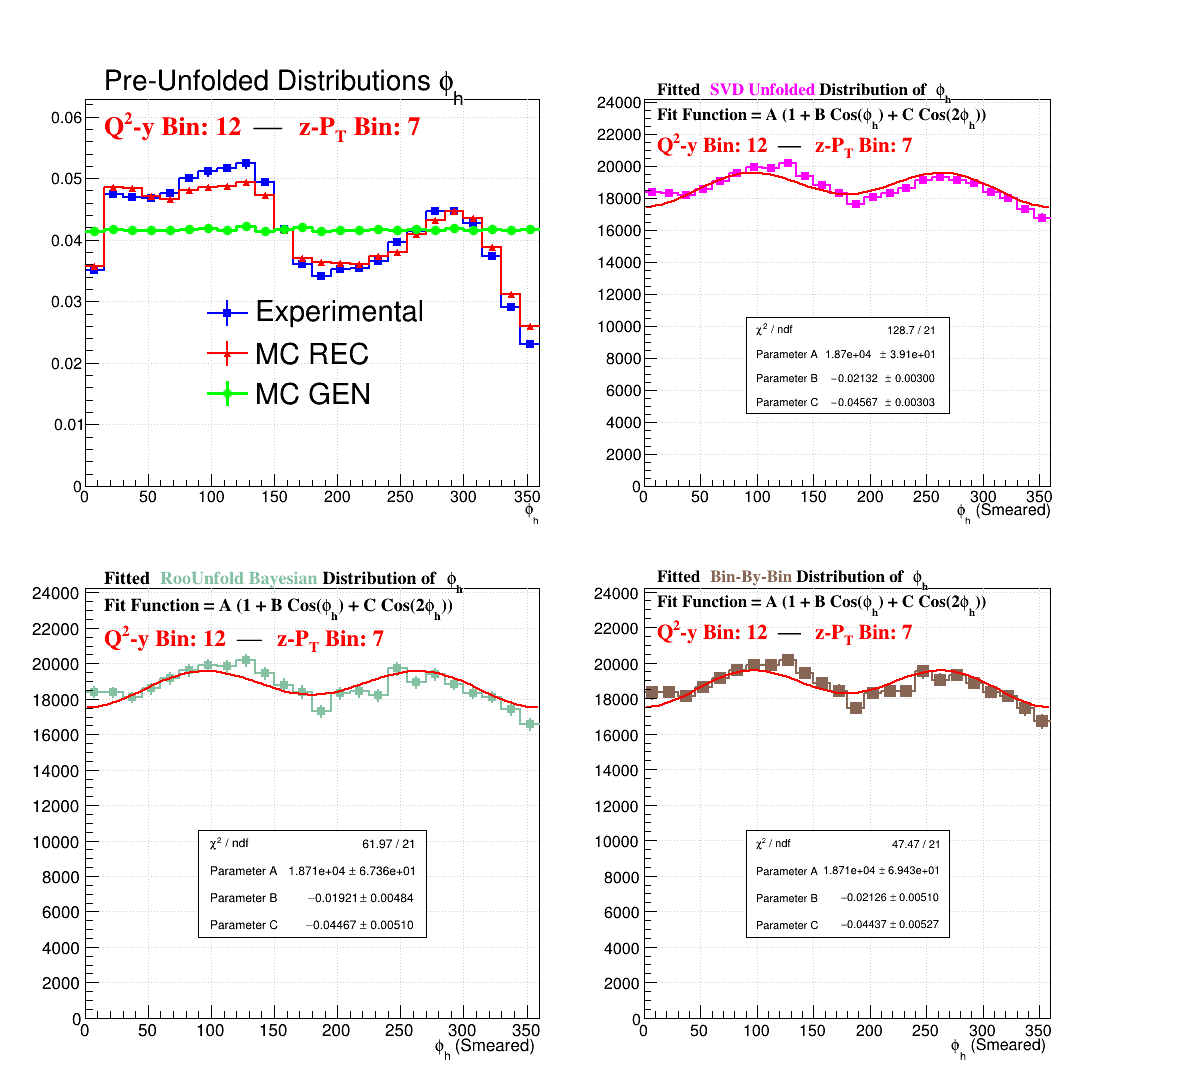 Pre-Unfolded Distributions ϕh
Q²-y Bin: 12 — z-PT Bin: 7
0.06
0.05
0.04
0.03
0.02
0.01
0
Experimental
MC REC
MC GEN
0 50 100 150 200 250 300 350
ϕh
Fitted SVD Unfolded Distribution of ϕh
Fit Function = A (1 + B Cos(ϕh) + C Cos(2ϕh))
Q²-y Bin: 12 — z-PT Bin: 7
24000
22000
20000
18000
16000
14000
12000
10000
8000
6000
4000
2000
0
χ² / ndf 128.7 / 21
Parameter A 1.87e+04 ± 3.91e+01
Parameter B −0.02132 ± 0.00300
Parameter C −0.04567 ± 0.00303
0 50 100 150 200 250 300 350
ϕh (Smeared)
Fitted RooUnfold Bayesian Distribution of ϕh
Fit Function = A (1 + B Cos(ϕh) + C Cos(2ϕh))
Q²-y Bin: 12 — z-PT Bin: 7
24000
22000
20000
18000
16000
14000
12000
10000
8000
6000
4000
2000
0
χ² / ndf 61.97 / 21
Parameter A 1.871e+04 ± 6.736e+01
Parameter B −0.01921 ± 0.00484
Parameter C −0.04467 ± 0.00510
0 50 100 150 200 250 300 350
ϕh (Smeared)
Fitted Bin-By-Bin Distribution of ϕh
Fit Function = A (1 + B Cos(ϕh) + C Cos(2ϕh))
Q²-y Bin: 12 — z-PT Bin: 7
24000
22000
20000
18000
16000
14000
12000
10000
8000
6000
4000
2000
0
χ² / ndf 47.47 / 21
Parameter A 1.871e+04 ± 6.943e+01
Parameter B −0.02126 ± 0.00510
Parameter C −0.04437 ± 0.00527
0 50 100 150 200 250 300 350
ϕh (Smeared)